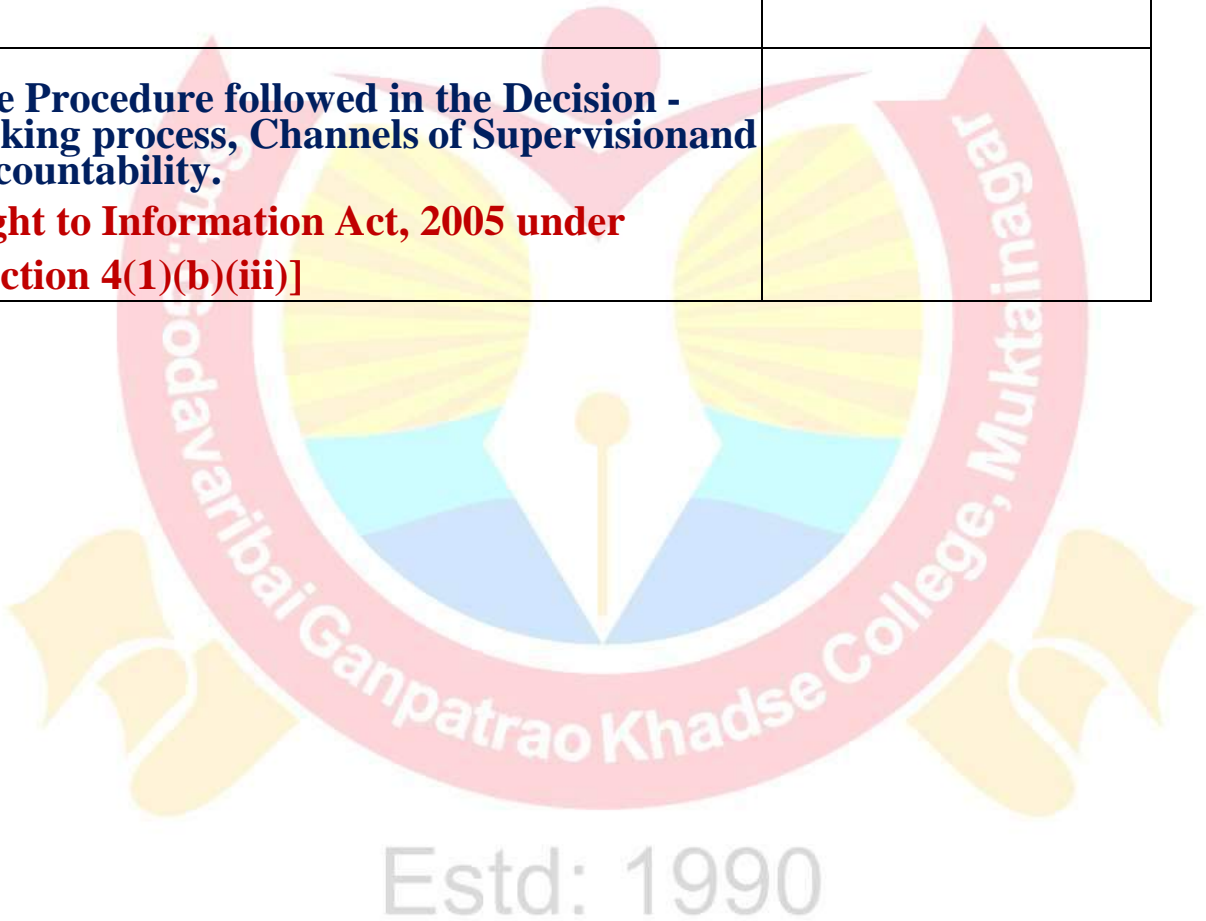 e Procedure followed in the Decision -
king process, Channels of Supervisionand
countability.
ght to Information Act, 2005 under
ction 4(1)(b)(iii)]
Godavaribai Ganpatrao Khadse College, Muktainagar
Estd: 1990